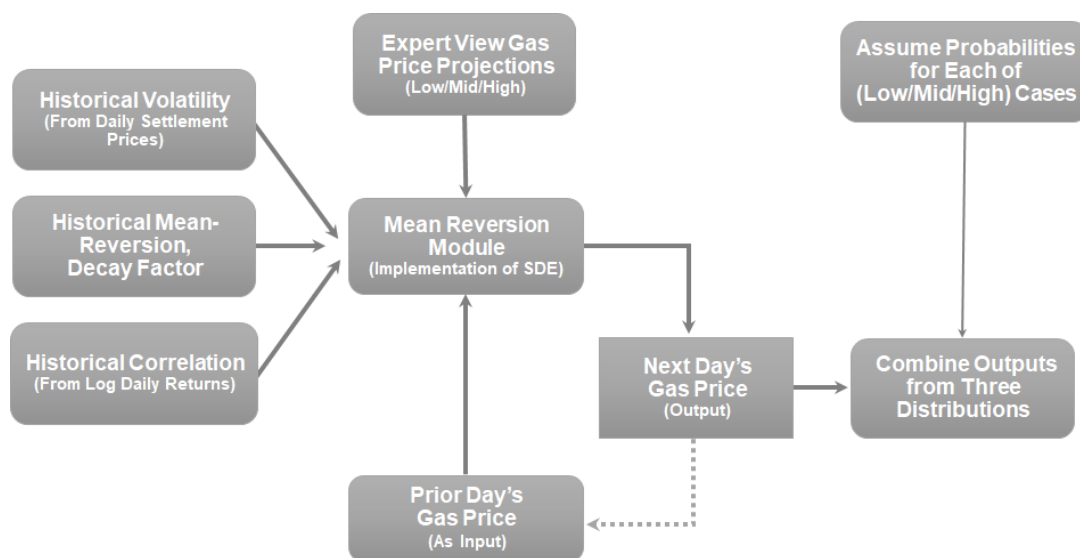 Expert View Gas
Price Projections
(Low/Mid/High)
Assume Probabilities
for Each of
(Low/Mid/High) Cases
Historical Volatility
(From Daily Settlement
Prices)
Historical Mean-
Reversion,
Decay Factor
Mean Reversion
Module
(Implementation of SDE)
Historical Correlation
(From Log Daily Returns)
Next Day's
Gas Price
(Output)
Combine Outputs
from Three
Distributions
Prior Day's
Gas Price
(As Input)